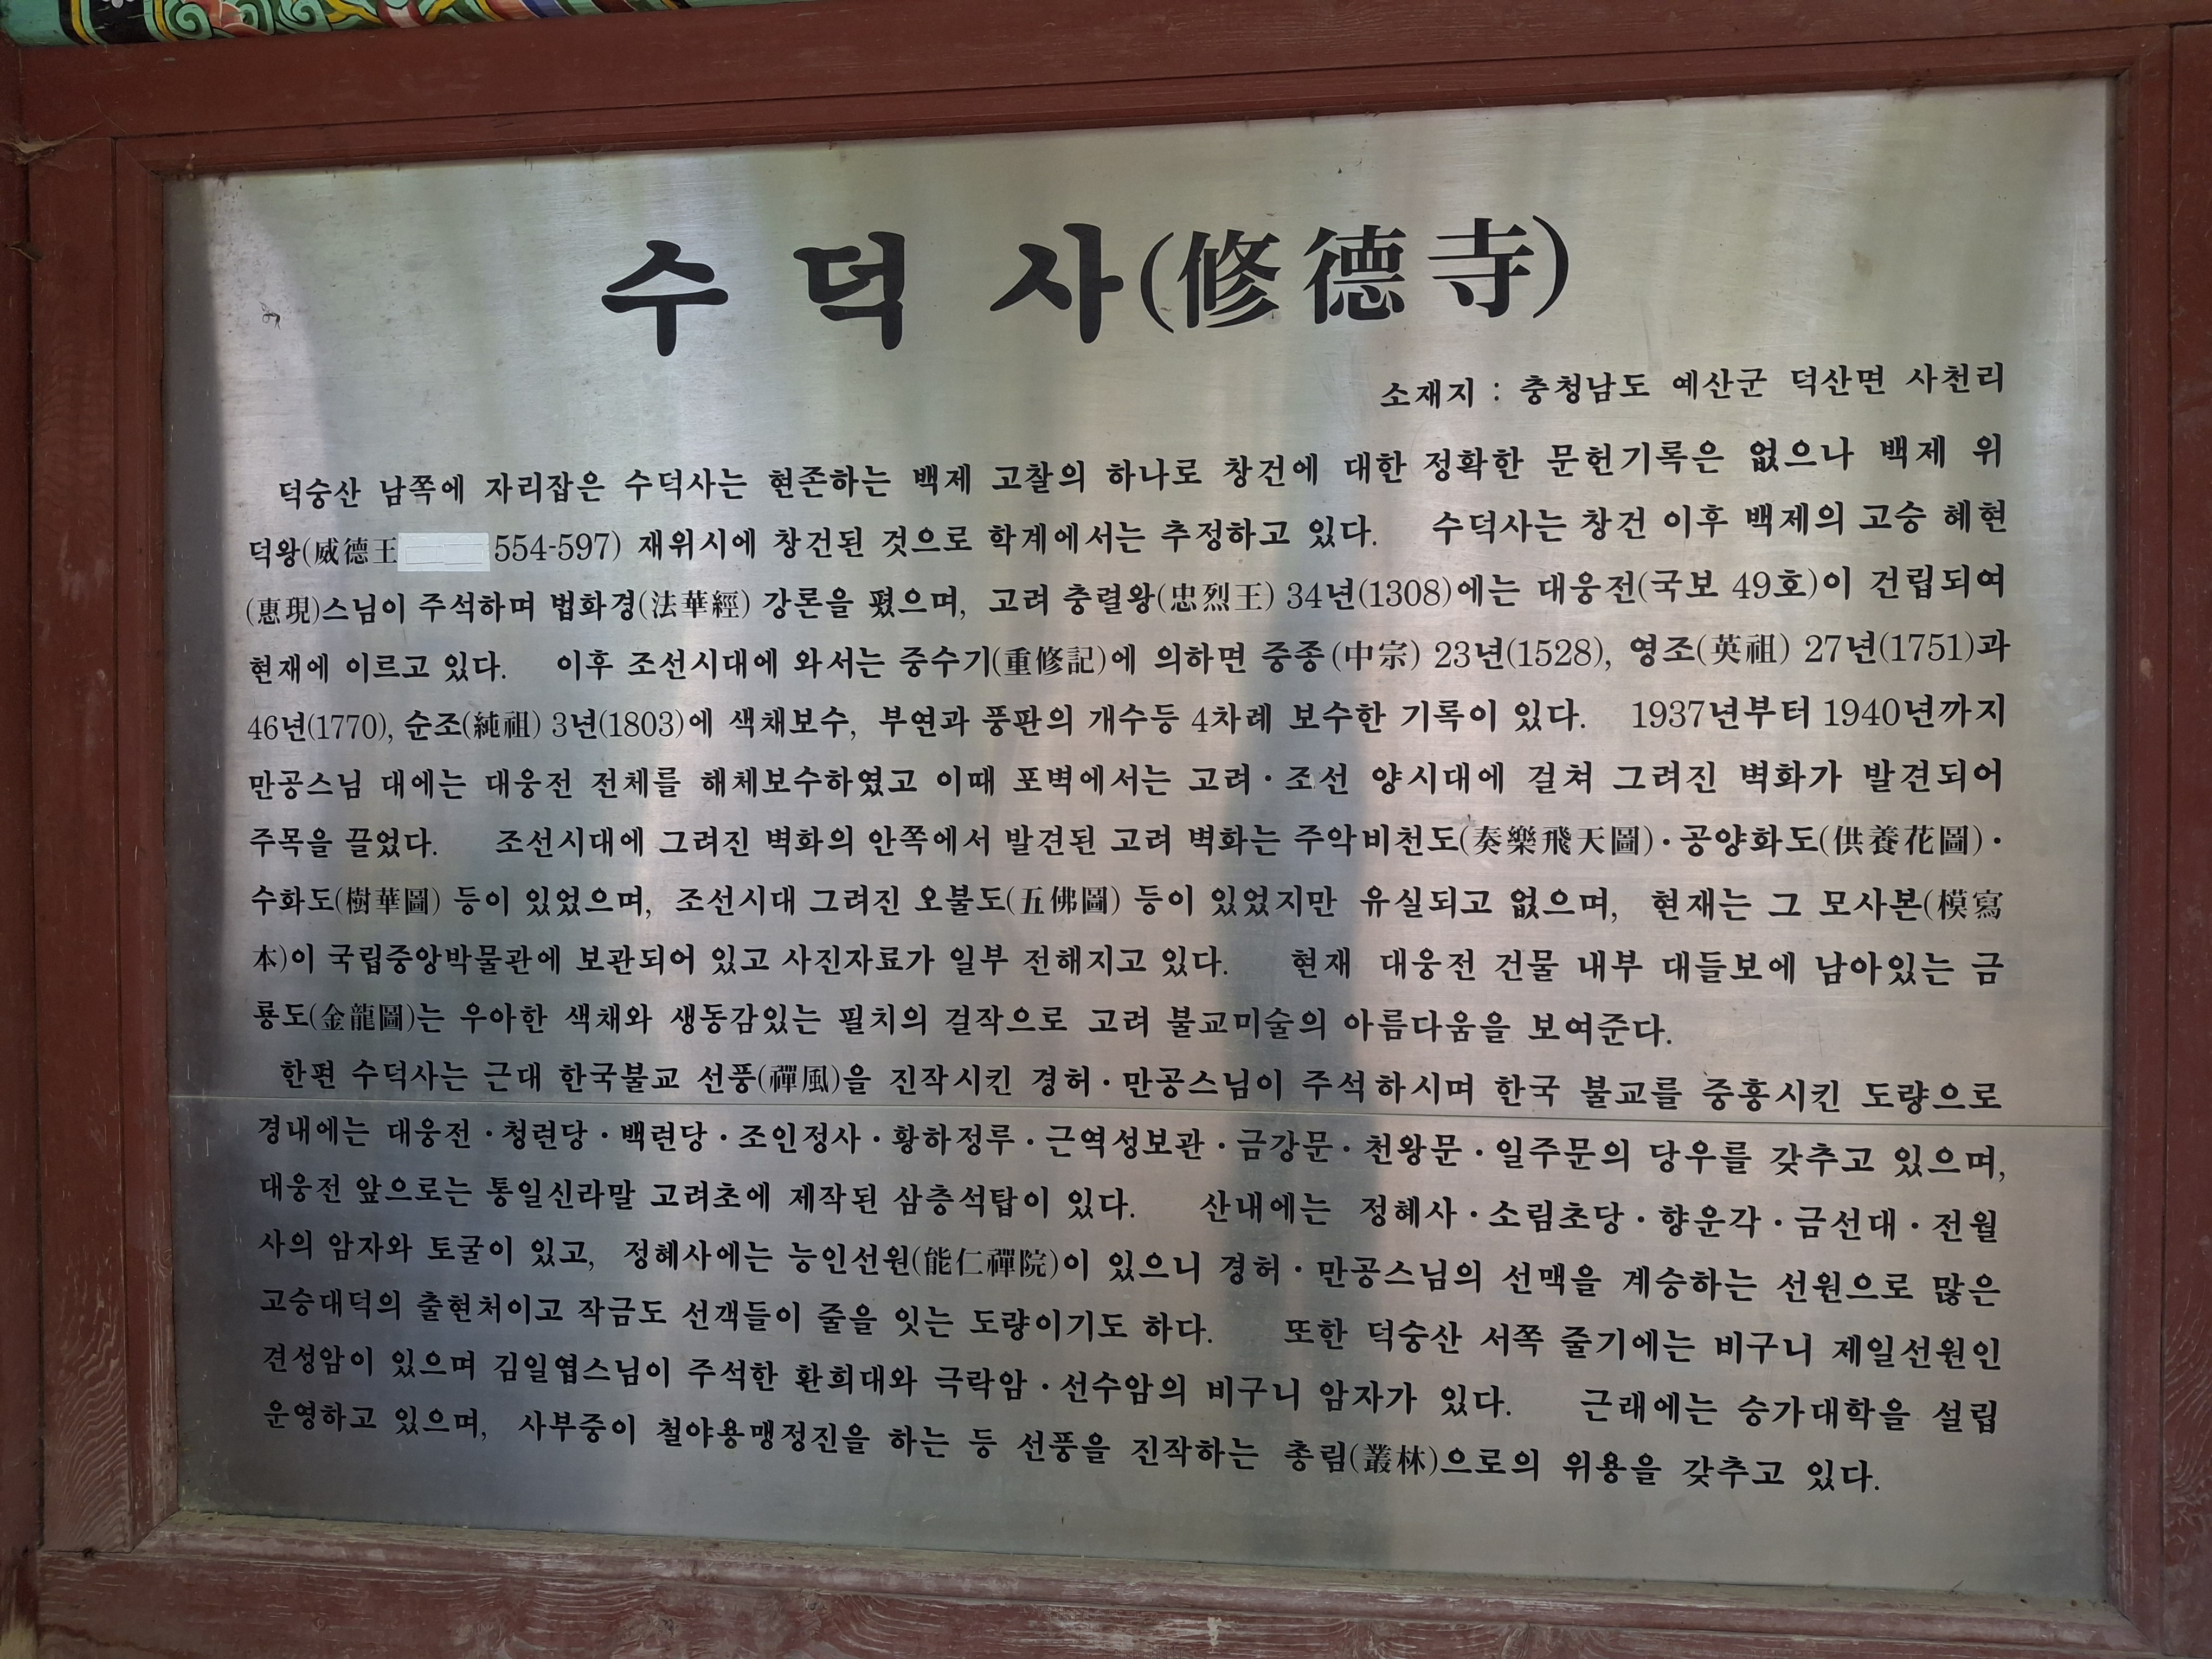 수덕사(修德寺)
소재지 : 충청남도 예산군 덕산면 사천리
덕숭산 남쪽에 자리잡은 수덕사는 현존하는 백제 고찰의 하나로 창건에 대한 정확한 문헌기록은 없으나 백제 위
덕왕(威德王 554-597) 재위시에 창건된 것으로 학계에서는 추정하고 있다. 수덕사는 창건 이후 백제의 고승 혜현
(惠現)스님이 주석하며 법화경(法華經) 강론을 폈으며, 고려 충렬왕(忠烈王) 34년(1308)에는 대웅전(국보 49호)이 건립되여
현재에 이르고 있다. 이후 조선시대에 와서는 중수기(重修記)에 의하면 중종(中宗) 23년(1528), 영조(英祖) 27년(1751)과
46년(1770), 순조(純祖) 3년(1803)에 색채보수, 부연과 풍판의 개수등 4차례 보수한 기록이 있다. 1937년부터 1940년까지
만공스님 대에는 대웅전 전체를 해체보수하였고 이때 포벽에서는 고려·조선 양시대에 걸쳐 그려진 벽화가 발견되어
주목을 끌었다. 조선시대에 그려진 벽화의 안쪽에서 발견된 고려 벽화는 주악비천도(奏樂飛天圖)·공양화도(供養花圖)·
수화도(樹華圖) 등이 있었으며, 조선시대 그려진 오불도(五佛圖) 등이 있었지만 유실되고 없으며, 현재는 그 모사본(模寫
本)이 국립중앙박물관에 보관되어 있고 사진자료가 일부 전해지고 있다. 현재 대웅전 건물 내부 대들보에 남아있는 금
룡도(金龍圖)는 우아한 색채와 생동감있는 필치의 걸작으로 고려 불교미술의 아름다움을 보여준다.
한편 수덕사는 근대 한국불교 선풍(禪風)을 진작시킨 경허·만공스님이 주석하시며 한국 불교를 중흥시킨 도량으로
경내에는 대웅전·청련당·백련당·조인정사·황하정루·근역성보관·금강문·천왕문·일주문의 당우를 갖추고 있으며,
대웅전 앞으로는 통일신라말 고려초에 제작된 삼층석탑이 있다. 산내에는 정혜사·소림초당·향운각·금선대·전월
사의 암자와 토굴이 있고, 정혜사에는 능인선원(能仁禪院)이 있으니 경허·만공스님의 선맥을 계승하는 선원으로 많은
고승대덕의 출현처이고 작금도 선객들이 줄을 잇는 도량이기도 하다. 또한 덕숭산 서쪽 줄기에는 비구니 제일선원인
견성암이 있으며 김일엽스님이 주석한 환희대와 극락암·선수암의 비구니 암자가 있다. 근래에는 승가대학을 설립
운영하고 있으며, 사부중이 철야용맹정진을 하는 등 선풍을 진작하는 총림(叢林)으로의 위용을 갖추고 있다.